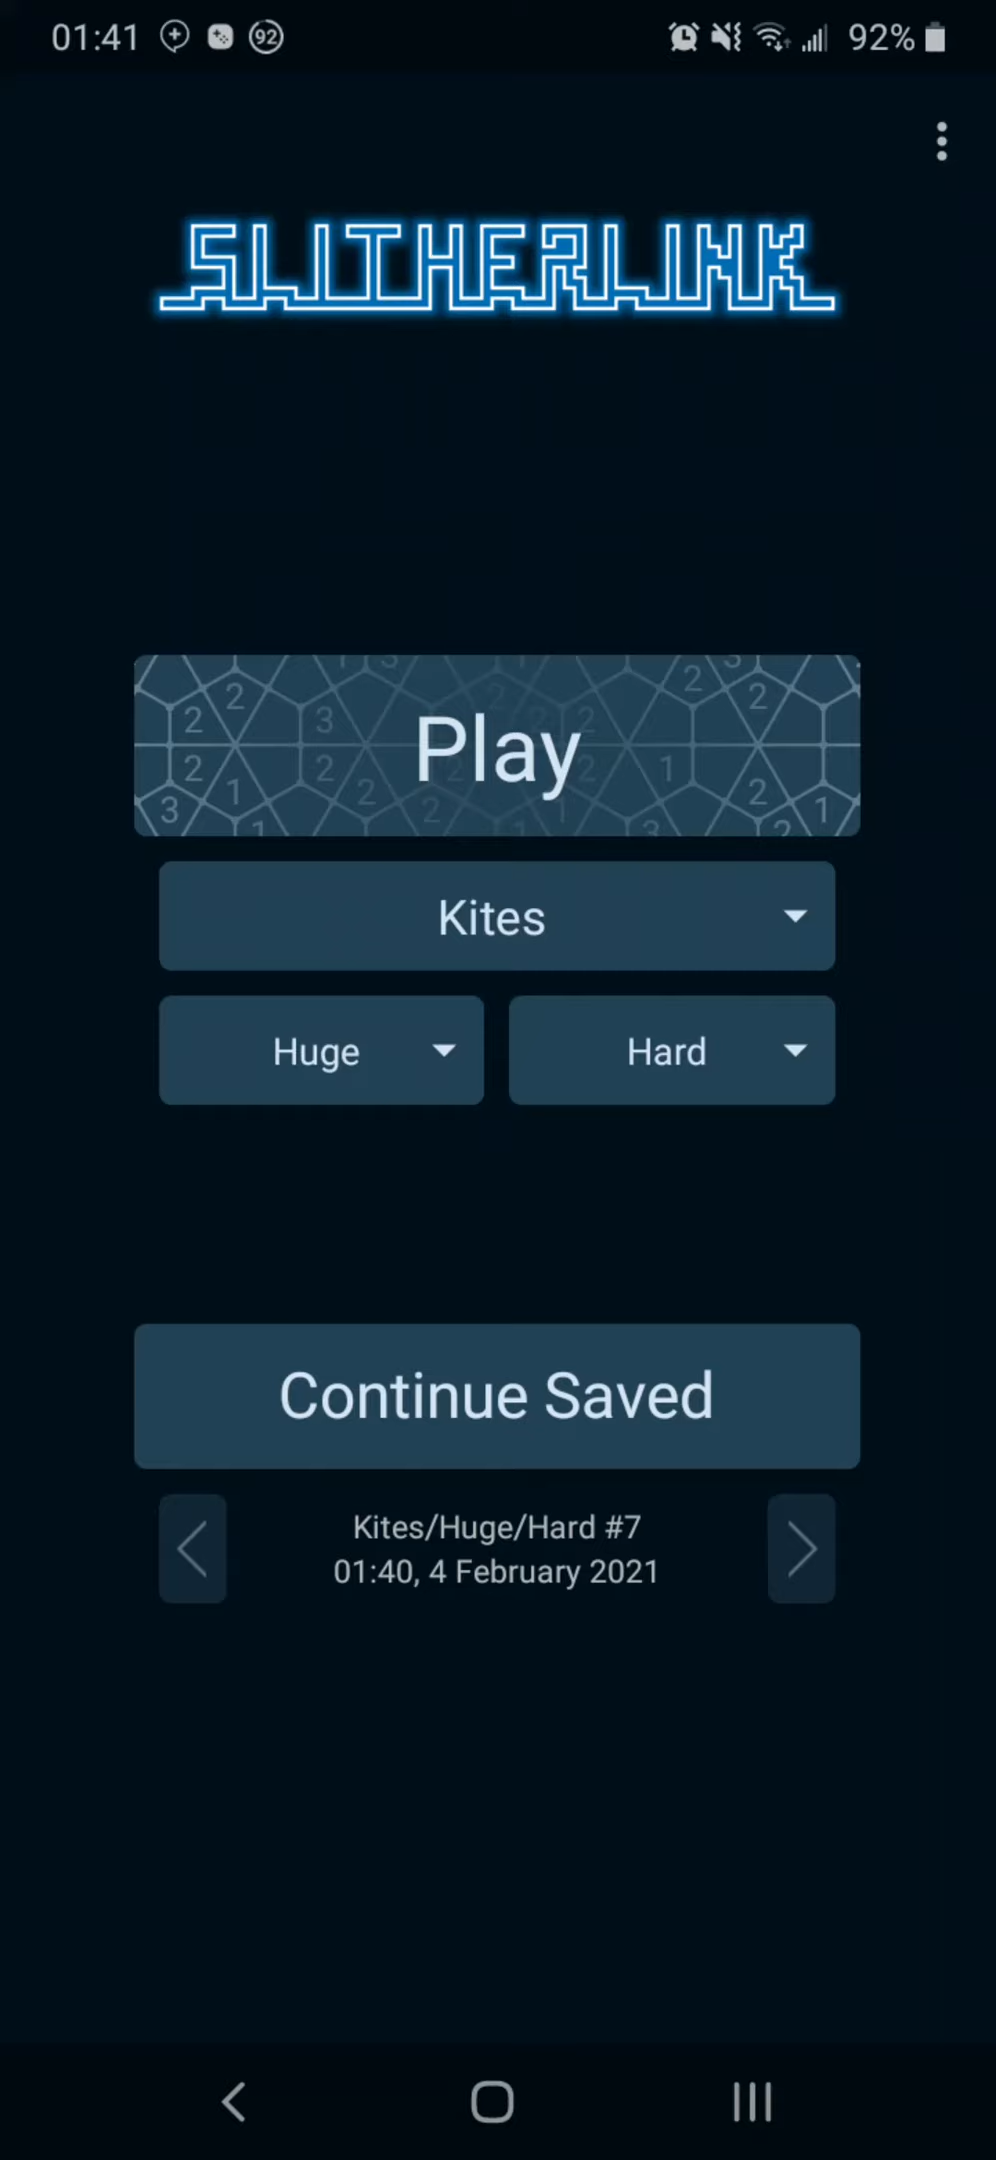 01:41 92 92%
SLITHERLINK
Play
Kites
Huge Hard
Continue Saved
Kites/Huge/Hard #7
01:40, 4 February 2021